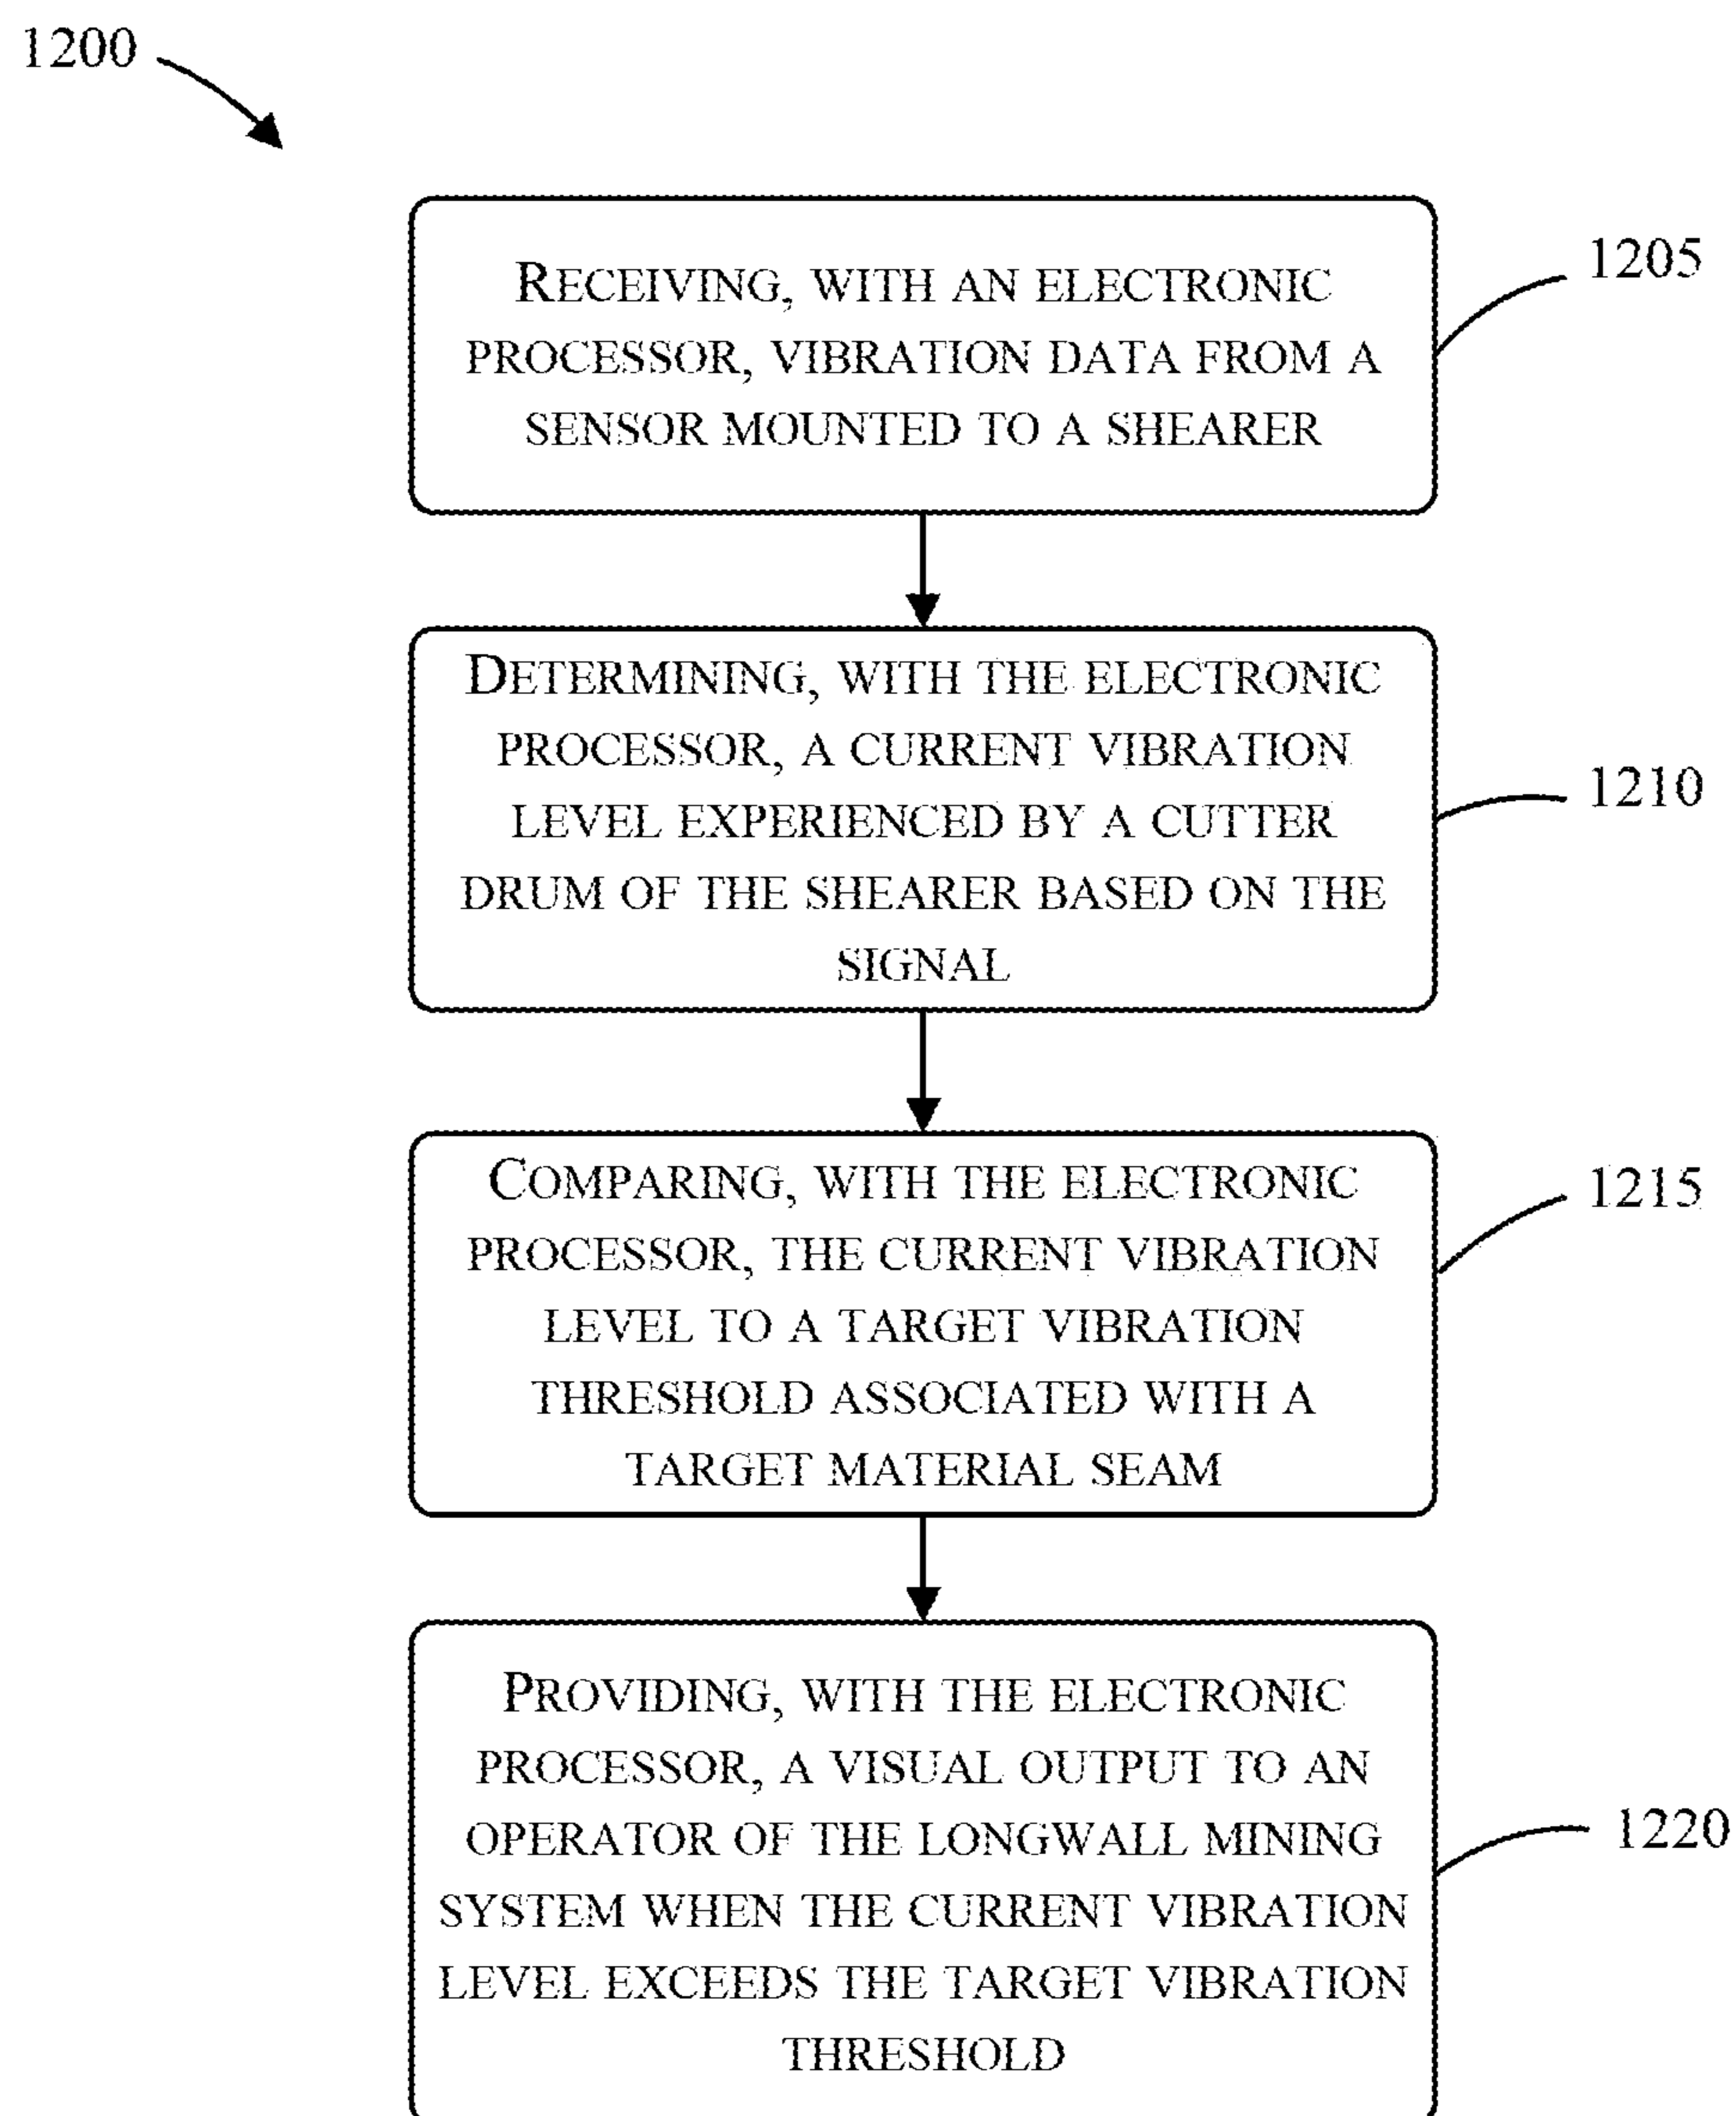 1200
RECEIVING, WITH AN ELECTRONIC
PROCESSOR, VIBRATION DATA FROM A
SENSOR MOUNTED TO A SHEARER
1205
DETERMINING, WITH THE ELECTRONIC
PROCESSOR, A CURRENT VIBRATION
LEVEL EXPERIENCED BY A CUTTER
DRUM OF THE SHEARER BASED ON THE
SIGNAL
1210
COMPARING, WITH THE ELECTRONIC
PROCESSOR, THE CURRENT VIBRATION
LEVEL TO A TARGET VIBRATION
THRESHOLD ASSOCIATED WITH A
TARGET MATERIAL SEAM
1215
PROVIDING, WITH THE ELECTRONIC
PROCESSOR, A VISUAL OUTPUT TO AN
OPERATOR OF THE LONGWALL MINING
SYSTEM WHEN THE CURRENT VIBRATION
LEVEL EXCEEDS THE TARGET VIBRATION
THRESHOLD
1220